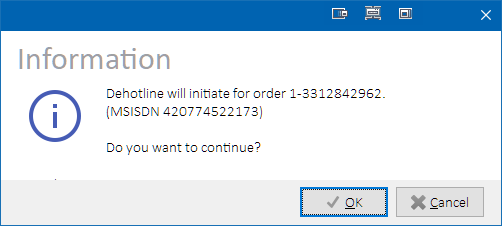 Information
Dehotline will initiate for order 1-3312842962.
(MSISDN 420774522173)
Do you want to continue?
OK
Cancel